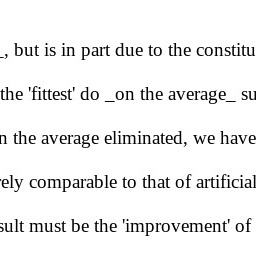 _, but is in part due to the constitu
the 'fittest' do _on the average_ su
n the average eliminated, we have
ely comparable to that of artificial
sult must be the 'improvement' of